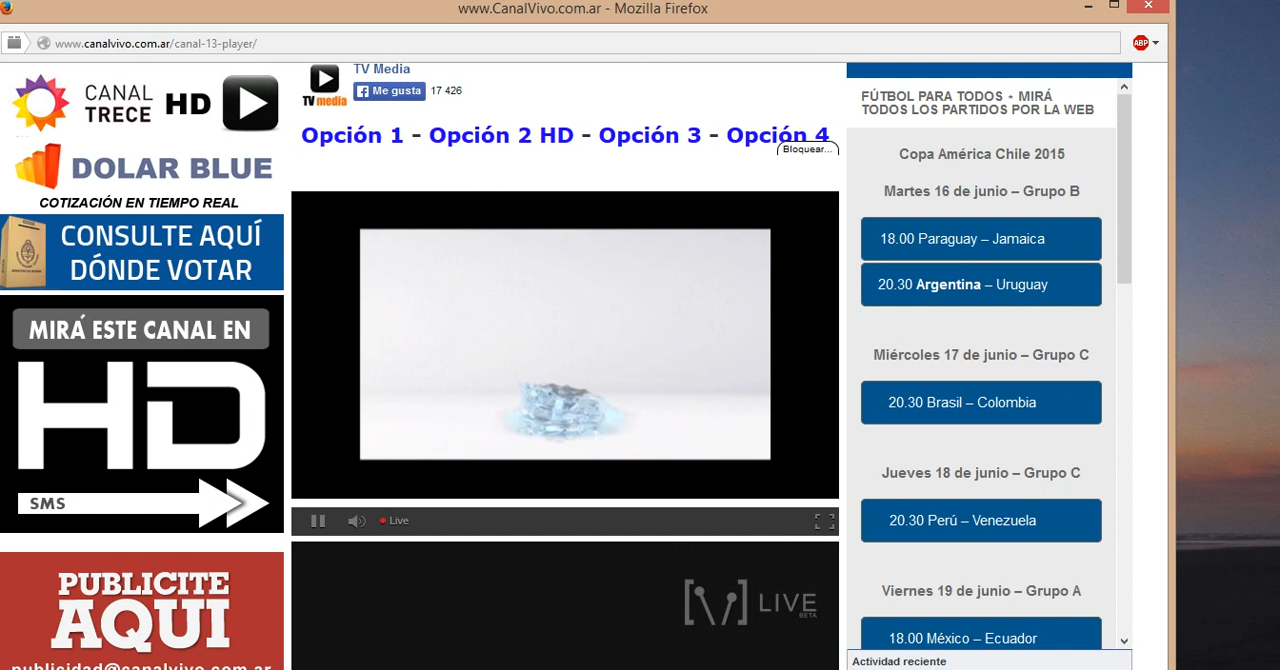 www.CanalVivo.com.ar - Mozilla Firefox
www.canalvivo.com.ar/canal-13-player/
ABP
CANAL
TRECE HD
DOLAR BLUE
COTIZACIÓN EN TIEMPO REAL
CONSULTE AQUÍ
DÓNDE VOTAR
MIRÁ ESTE CANAL EN
HD
SMS
PUBLICITE
AQUI
publicidad@canalvivo.com.ar
TV media
TV Media
Me gusta 17 426
Opción 1 - Opción 2 HD - Opción 3 - Opción 4
Bloquear...
Live
LIVE
BETA
FÚTBOL PARA TODOS • MIRÁ
TODOS LOS PARTIDOS POR LA WEB
Copa América Chile 2015
Martes 16 de junio – Grupo B
18.00 Paraguay – Jamaica
20.30 Argentina – Uruguay
Miércoles 17 de junio – Grupo C
20.30 Brasil – Colombia
Jueves 18 de junio – Grupo C
20.30 Perú – Venezuela
Viernes 19 de junio – Grupo A
18.00 México – Ecuador
Actividad reciente